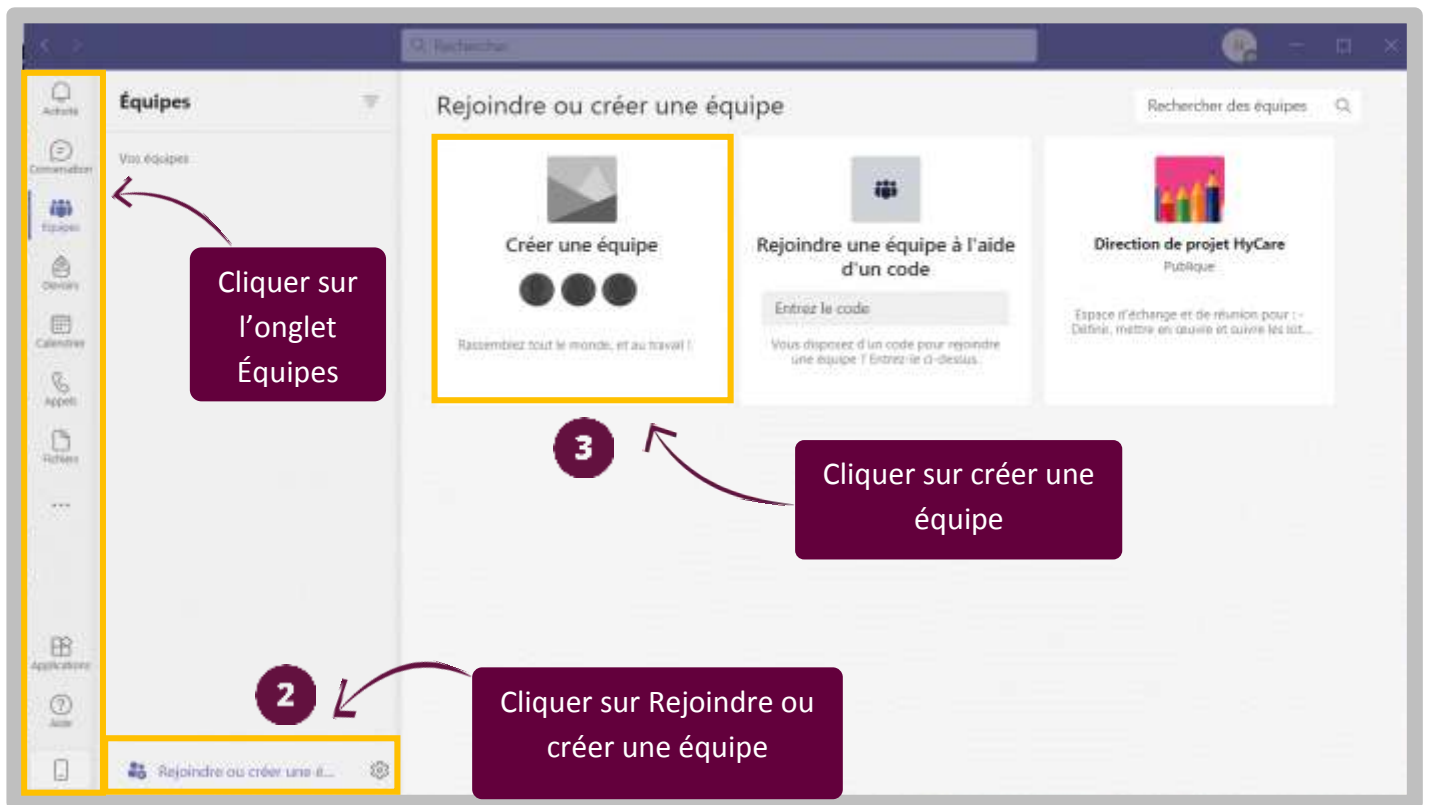 Rechercher
Activité
Conversation
Équipes
Devoirs
Calendrier
Appels
Fichiers
...
Applications
Aide
Équipes
Vos équipes
Cliquer sur
l’onglet
Équipes
2
Rejoindre ou créer une é...
Cliquer sur Rejoindre ou
créer une équipe
Rejoindre ou créer une équipe
Rechercher des équipes
Créer une équipe
Rassemblez tout le monde, et au travail !
Rejoindre une équipe à l'aide
d'un code
Entrez le code
Vous disposez d'un code pour rejoindre
une équipe ? Entrez-le ci-dessus.
Direction de projet HyCare
Publique
Espace d'échange et de réunion pour : -
Définir, mettre en œuvre et suivre les
3
Cliquer sur créer une
équipe